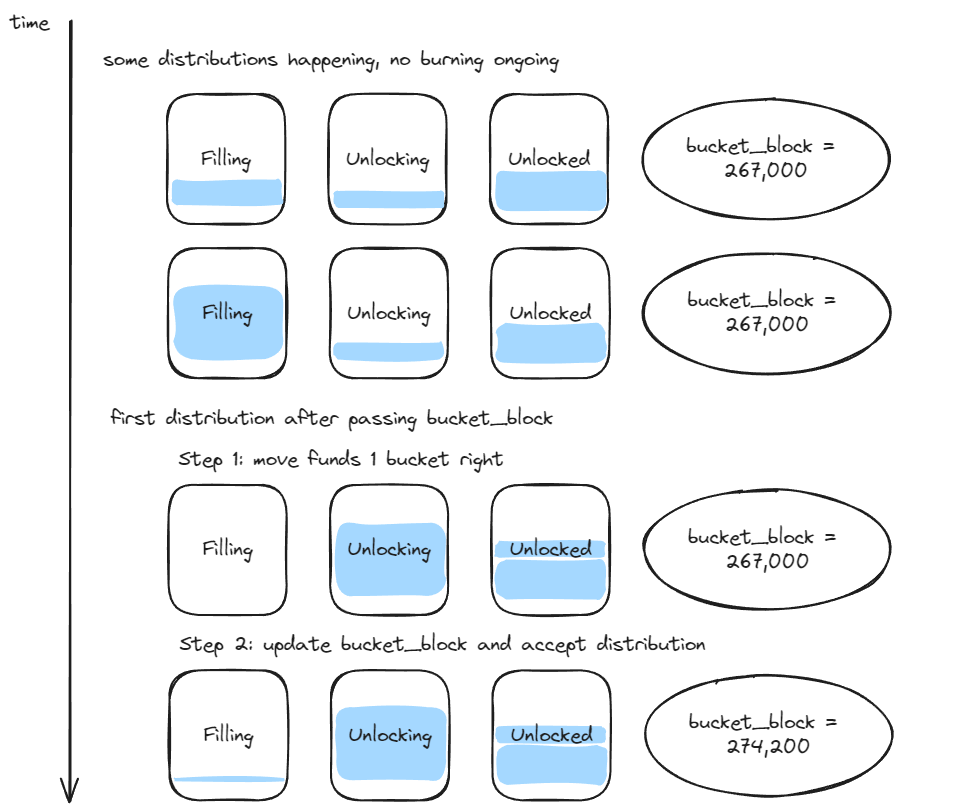 time
some distributions happening, no burning ongoing
Filling
Unlocking
Unlocked
bucket_block =
267,000
Filling
Unlocking
Unlocked
bucket_block =
267,000
first distribution after passing bucket_block
Step 1: move funds 1 bucket right
Filling
Unlocking
Unlocked
bucket_block =
267,000
Step 2: update bucket_block and accept distribution
Filling
Unlocking
Unlocked
bucket_block =
274,200